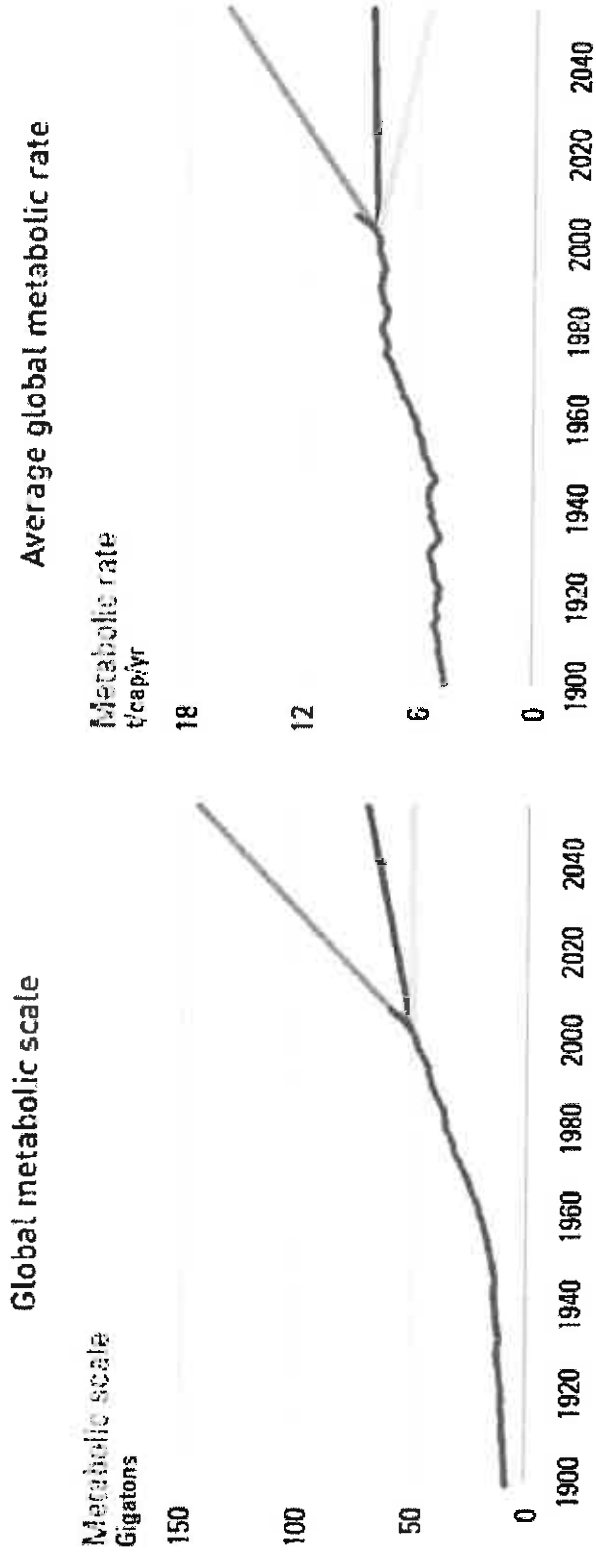 Global metabolic scale
Metabolic scale
Gigatons
150
100
50
0
1900 1920 1940 1960 1980 2000 2020 2040
Average global metabolic rate
Metabolic rate
t/cap/yr
18
12
6
0
1900 1920 1940 1960 1980 2000 2020 2040